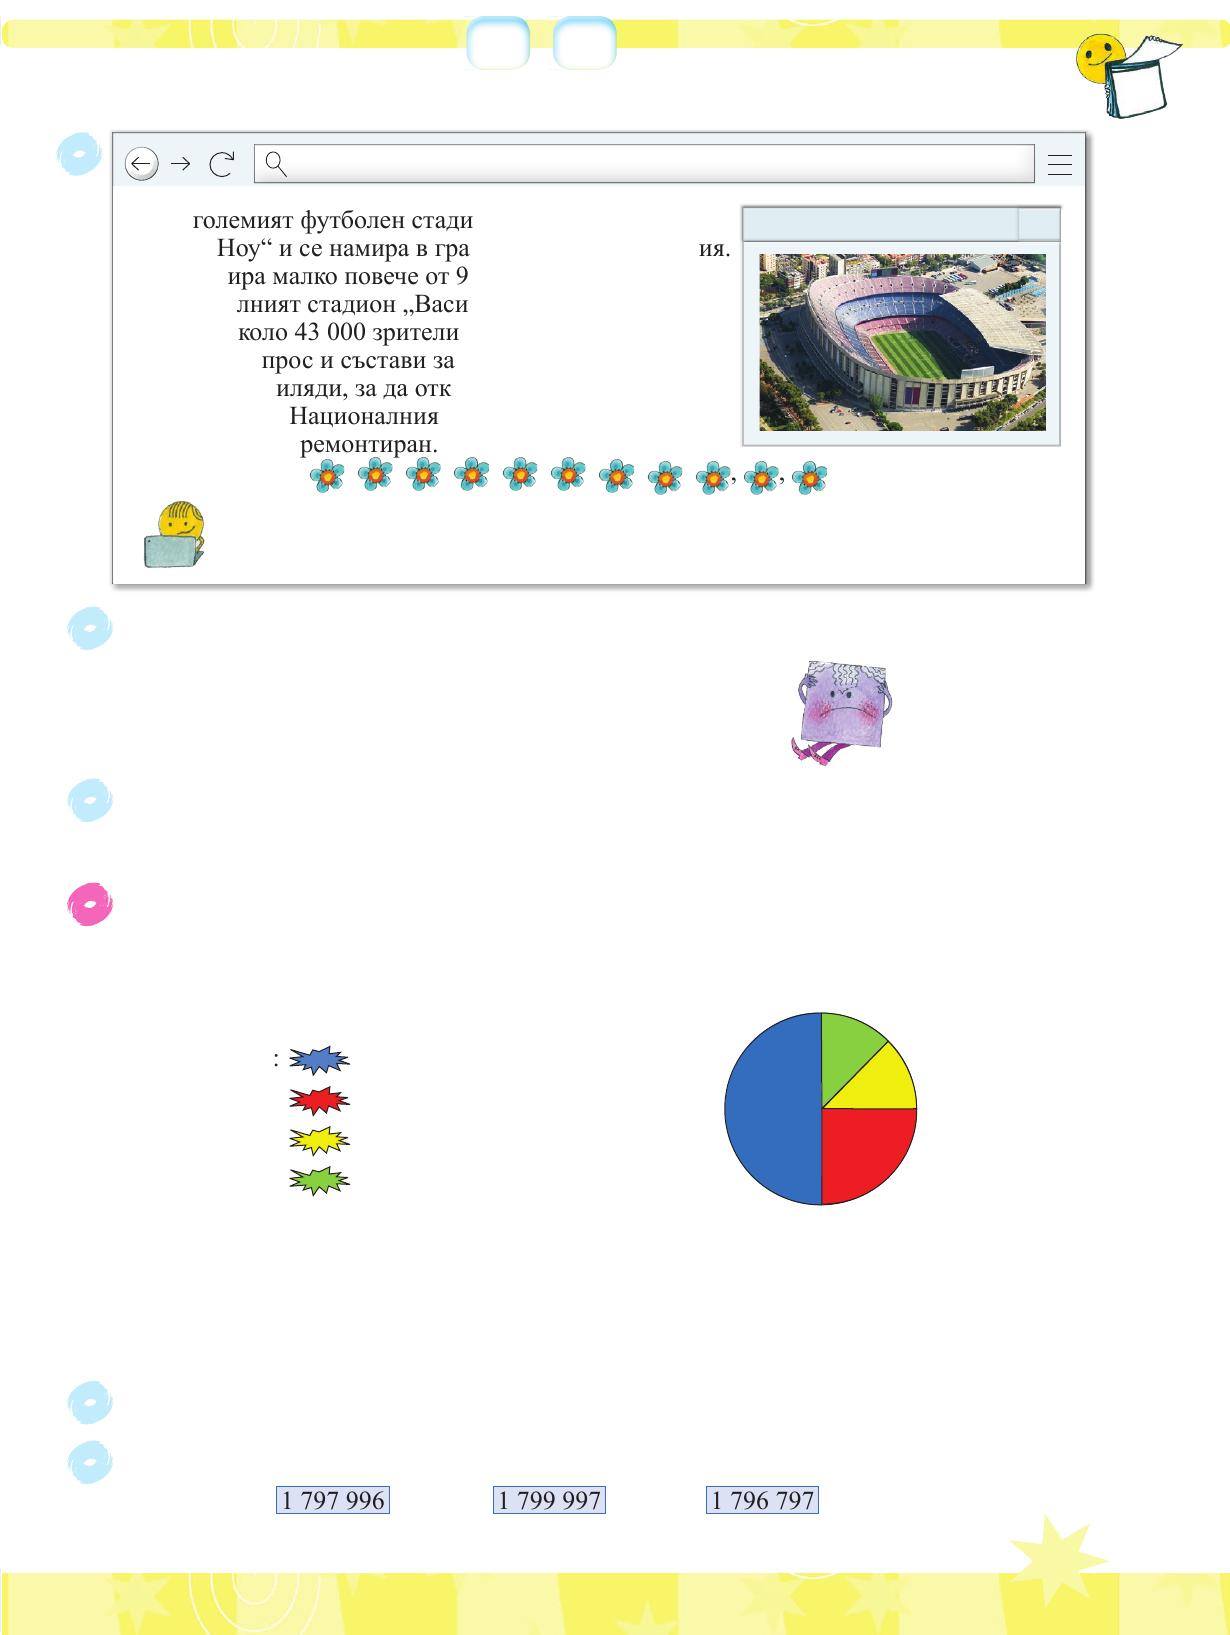 големият футболен стади
Ноу“ и се намира в гра ия.
ира малко повече от 9
лният стадион „Васи
коло 43 000 зрители
прос и състави за
иляди, за да отк
Националния
ремонтиран.
, ,
:
1 797 996 1 799 997 1 796 797